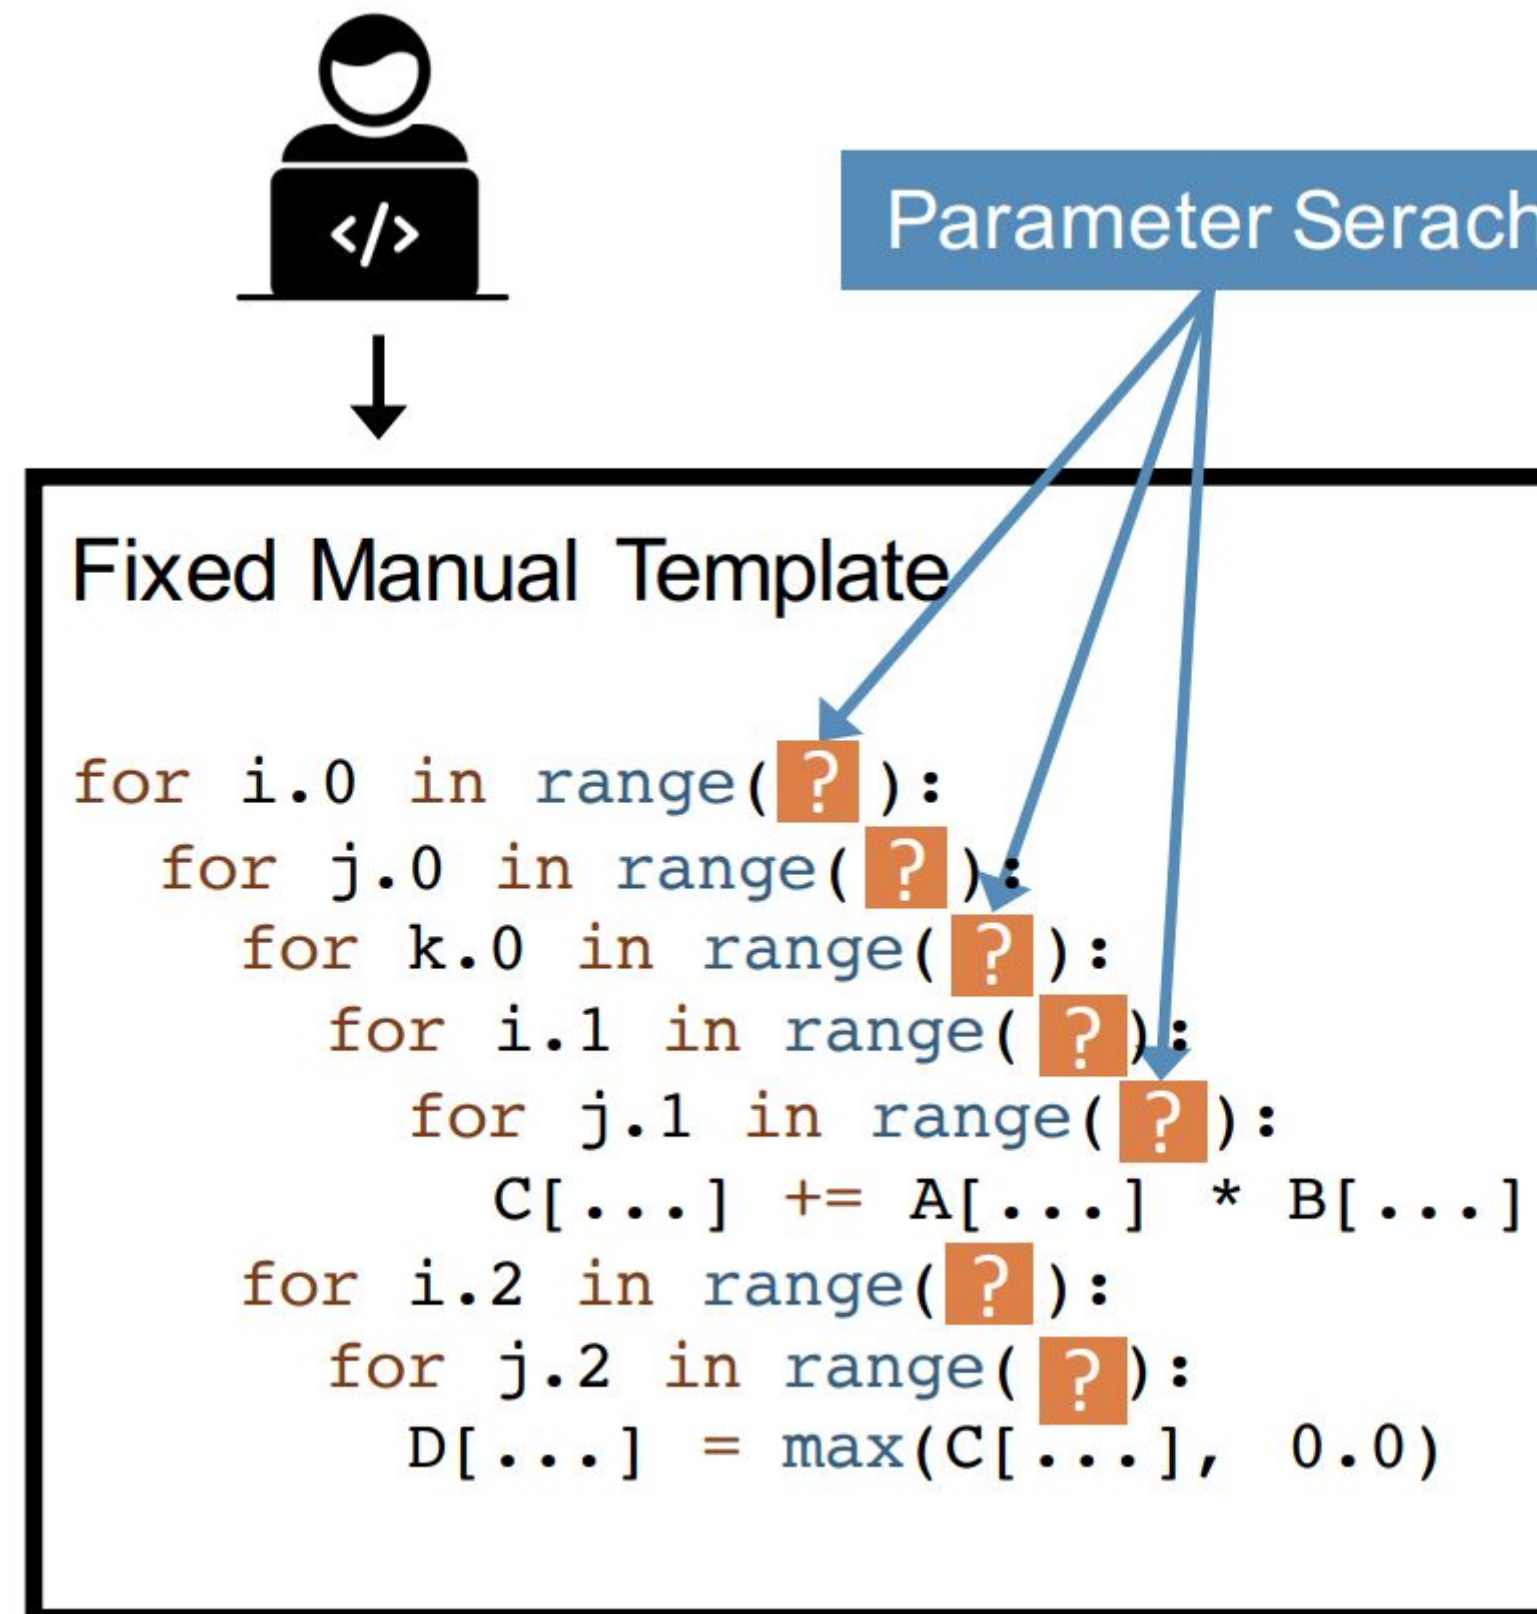 </>
Parameter Serach
Fixed Manual Template
for i.0 in range( ? ):
for j.0 in range( ? ):
for k.0 in range( ? ):
for i.1 in range( ? ):
for j.1 in range( ? ):
C[...] += A[...] * B[...]
for i.2 in range( ? ):
for j.2 in range( ? ):
D[...] = max(C[...], 0.0)